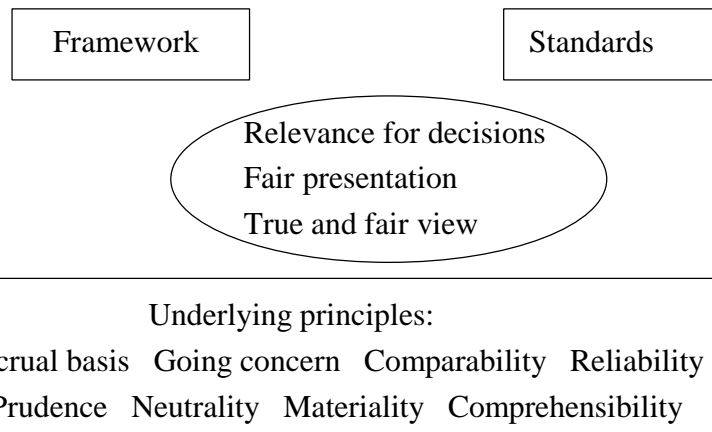 Framework Standards
Relevance for decisions
Fair presentation
True and fair view
Underlying principles:
crual basis Going concern Comparability Reliability
Prudence Neutrality Materiality Comprehensibility